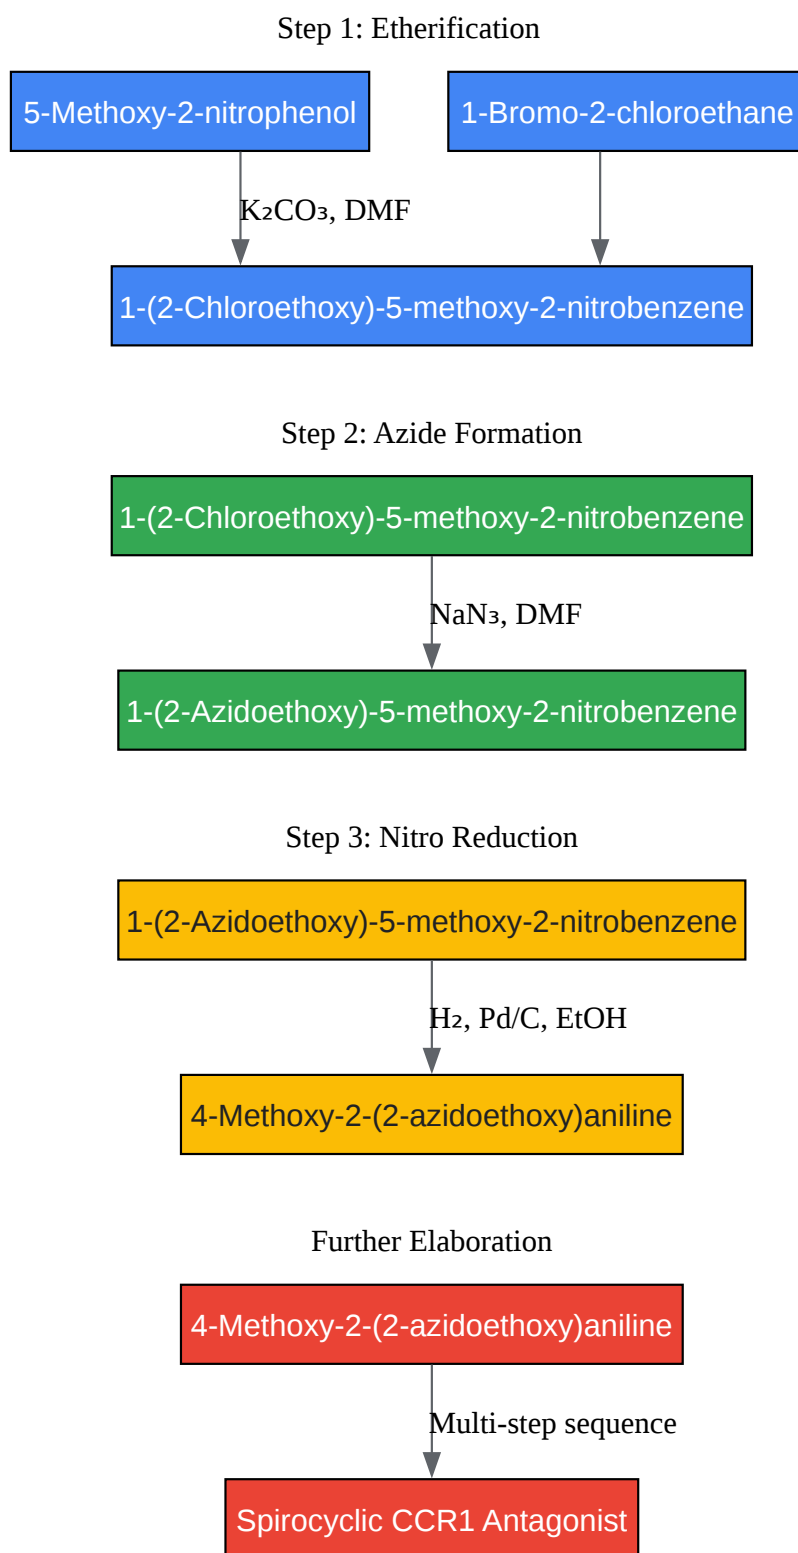 Step 1: Etherification
5-Methoxy-2-nitrophenol
1-Bromo-2-chloroethane
K₂CO₃, DMF
1-(2-Chloroethoxy)-5-methoxy-2-nitrobenzene
Step 2: Azide Formation
1-(2-Chloroethoxy)-5-methoxy-2-nitrobenzene
NaN₃, DMF
1-(2-Azidoethoxy)-5-methoxy-2-nitrobenzene
Step 3: Nitro Reduction
1-(2-Azidoethoxy)-5-methoxy-2-nitrobenzene
H₂, Pd/C, EtOH
4-Methoxy-2-(2-azidoethoxy)aniline
Further Elaboration
4-Methoxy-2-(2-azidoethoxy)aniline
Multi-step sequence
Spirocyclic CCR1 Antagonist